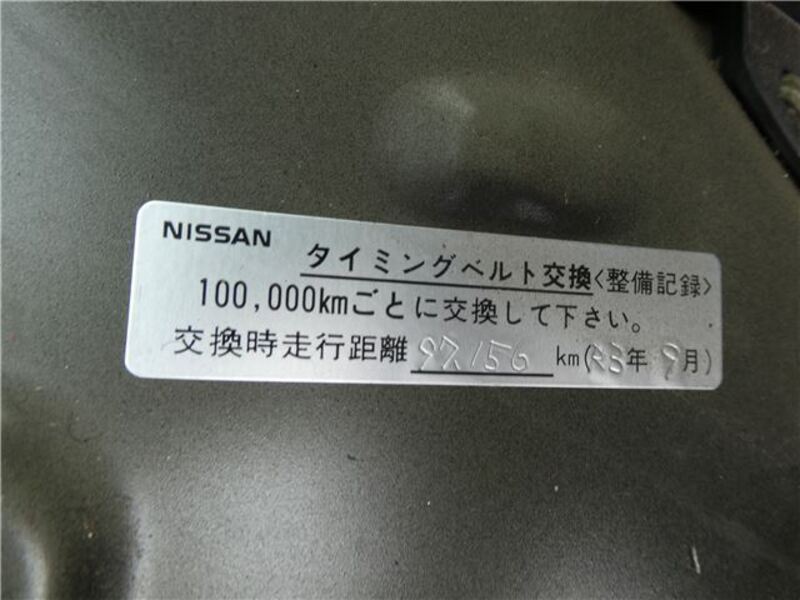 NISSAN タイミングベルト交換<整備記録>
100,000kmごとに交換して下さい。
交換時走行距離 97,156 km(R3年 9月)